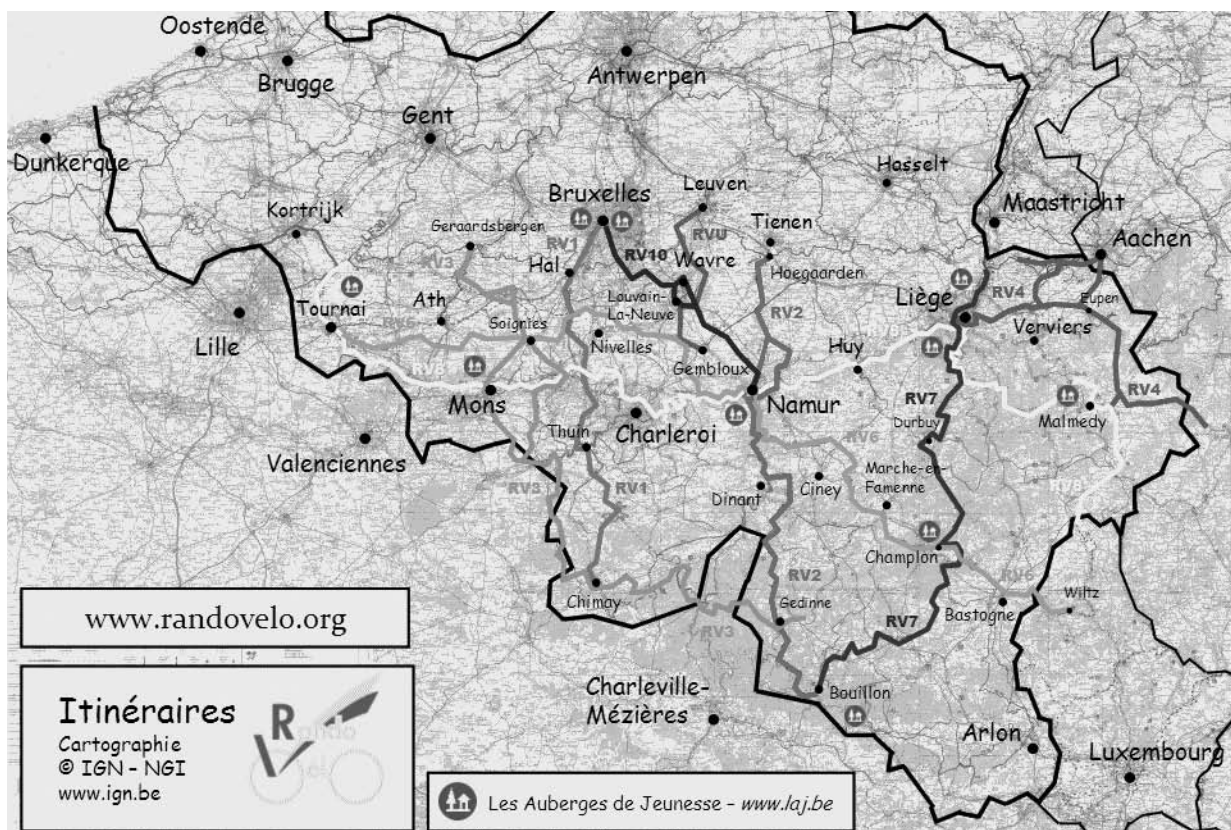 Oostende
Brugge
Antwerpen
Gent
Dunkerque
Hasselt
Kortrijk
Bruxelles
Leuven
Maastricht
Geraardsbergen
RV1
RVU
Tienen
Aachen
RV3
Hal
RV10
Wavre
Hoegaarden
Tournai
Ath
Louvain-
La-Neuve
Liège
RV4
Eupen
Lille
Soignies
Nivelles
RV2
Verviers
Gembloux
Huy
Mons
Namur
RV7
RV4
Charleroi
Durbuy
Malmedy
Valenciennes
Thuin
RV6
Marche-en-
Famenne
RV3
RV1
Dinant
Ciney
Champlon
Chimay
RV2
Gedinne
RV3
RV7
RV6
Bastogne
Wiltz
www.randovelo.org
Bouillon
Charleville-
Mézières
Arlon
Luxembourg
Itinéraires
Cartographie
© IGN - NGI
www.ign.be
Rando
Vélo
Les Auberges de Jeunesse - www.laj.be